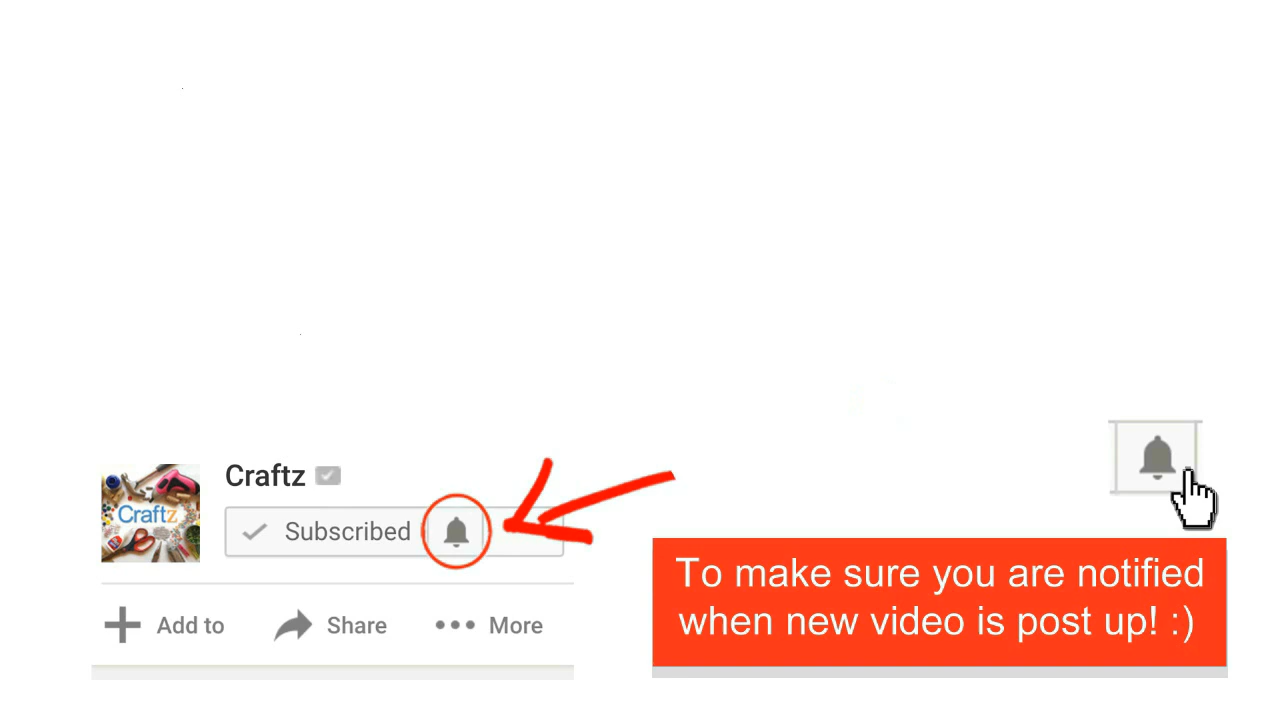 Craftz
Craftz
Subscribed
Add to
Share
More
To make sure you are notified
when new video is post up! :)